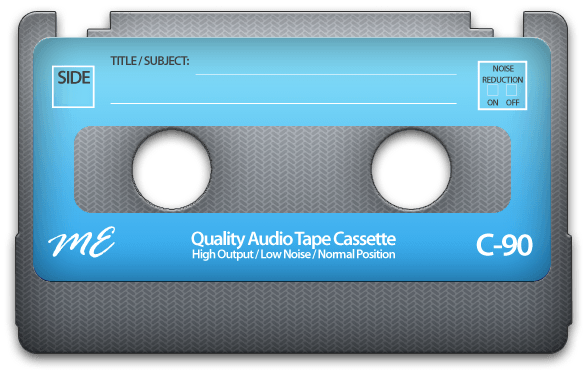 TITLE / SUBJECT:
SIDE
NOISE
REDUCTION
ON OFF
ME
Quality Audio Tape Cassette
High Output / Low Noise / Normal Position
C-90